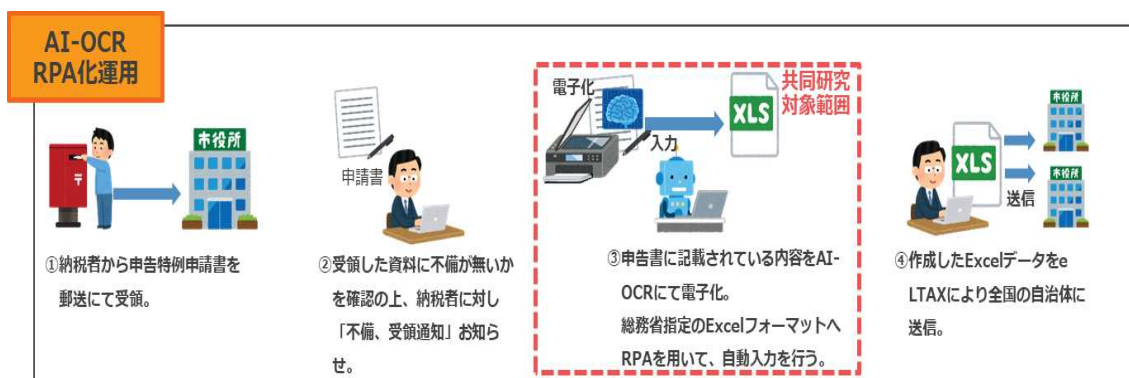 AI-OCR
RPA化運用
市役所
〒
①納税者から申告特例申請書を
郵送にて受領。
申請書
②受領した資料に不備が無いか
を確認の上、納税者に対し
「不備、受領通知」お知ら
せ。
電子化
XLS
共同研究
対象範囲
入力
③申告書に記載されている内容をAI-
OCRにて電子化。
総務省指定のExcelフォーマットへ
RPAを用いて、自動入力を行う。
XLS
送信
市役所
市役所
④作成したExcelデータをe
LTAXにより全国の自治体に
送信。